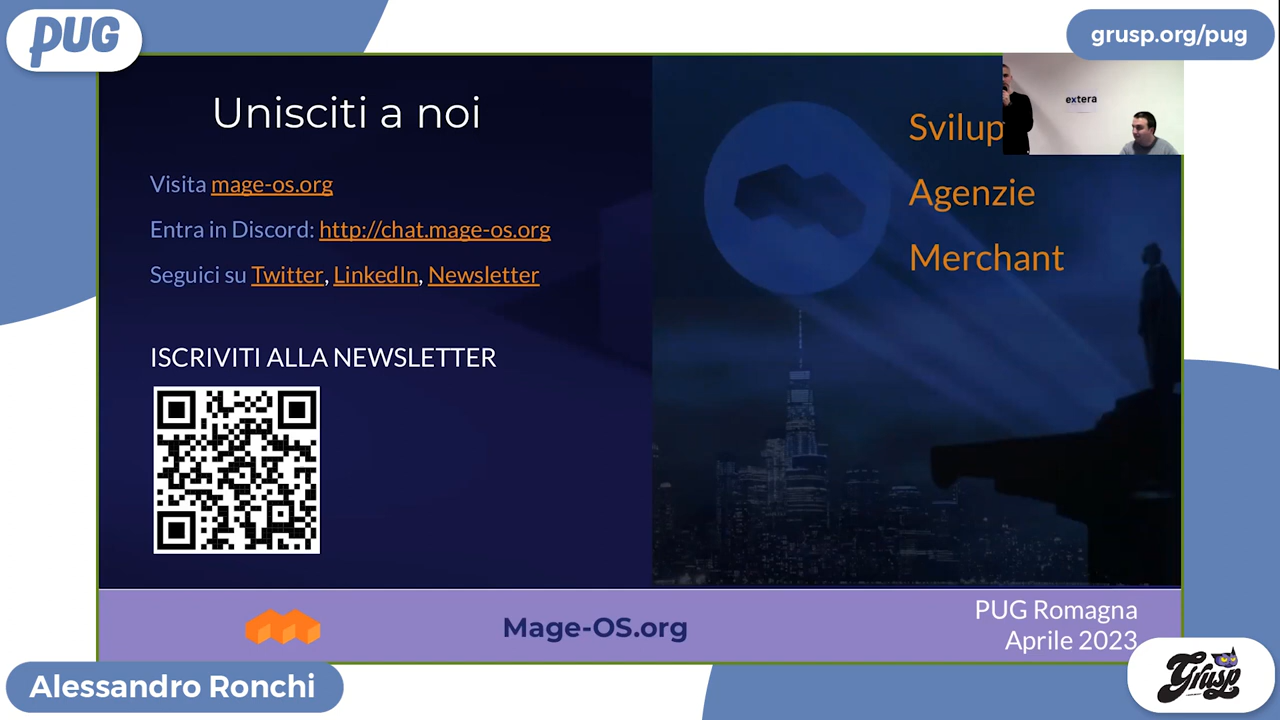 PUG
grusp.org/pug
Unisciti a noi
Visita mage-os.org
Entra in Discord: http://chat.mage-os.org
Seguici su Twitter, LinkedIn, Newsletter
ISCRIVITI ALLA NEWSLETTER
Svilup
Agenzie
Merchant
extera
Mage-OS.org
PUG Romagna
Aprile 2023
Alessandro Ronchi
Grusp